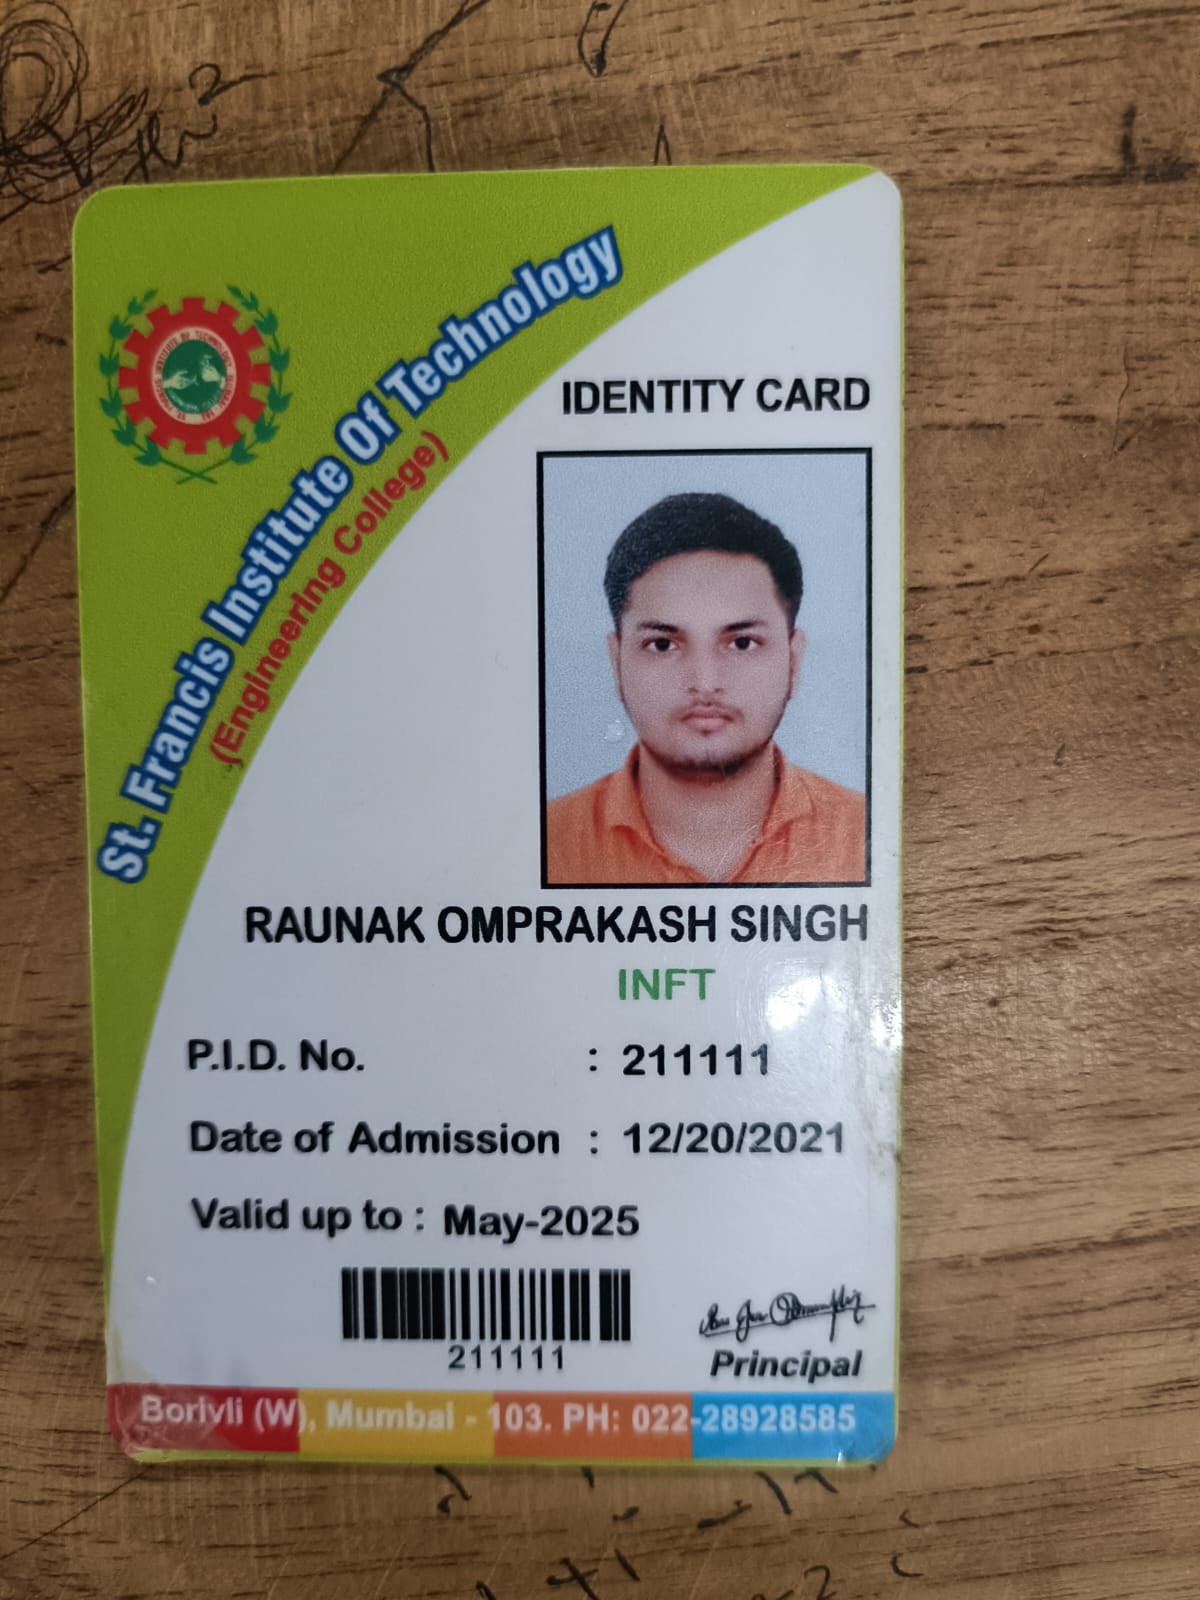 St. Francis Institute Of Technology
(Engineering College)
IDENTITY CARD
RAUNAK OMPRAKASH SINGH
INFT
P.I.D. No. : 211111
Date of Admission : 12/20/2021
Valid up to : May-2025
211111
Principal
Borivli (W), Mumbai - 103. PH: 022-28928585